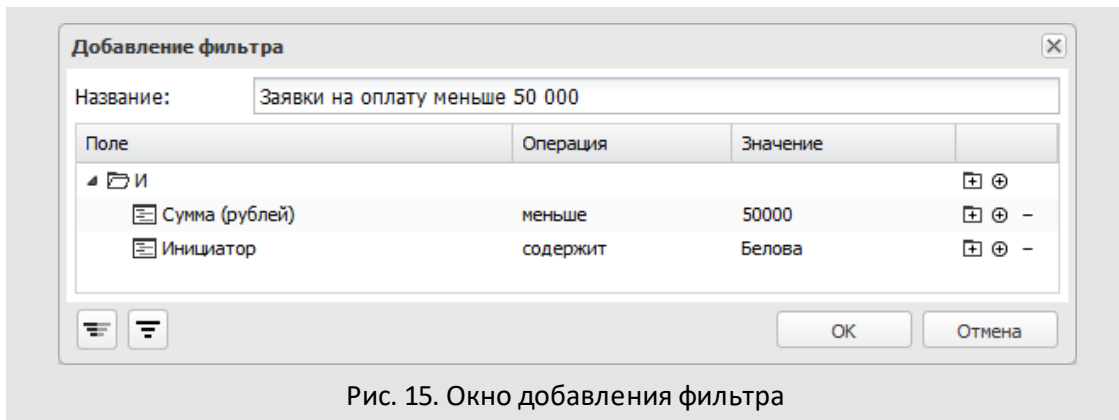 Добавление фильтра
Название: Заявки на оплату меньше 50 000
Поле Операция Значение
И
Сумма (рублей) меньше 50000
Инициатор содержит Белова
OK Отмена
Рис. 15. Окно добавления фильтра